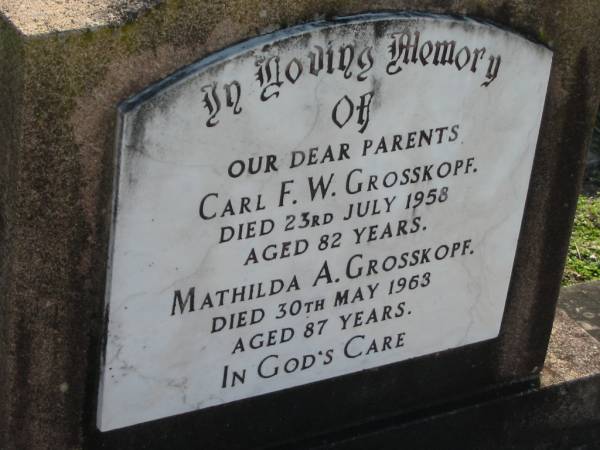 In Loving Memory
Of
OUR DEAR PARENTS
CARL F. W. GROSSKOPF.
DIED 23RD JULY 1958
AGED 82 YEARS.
MATHILDA A. GROSSKOPF.
DIED 30TH MAY 1963
AGED 87 YEARS.
IN GOD'S CARE